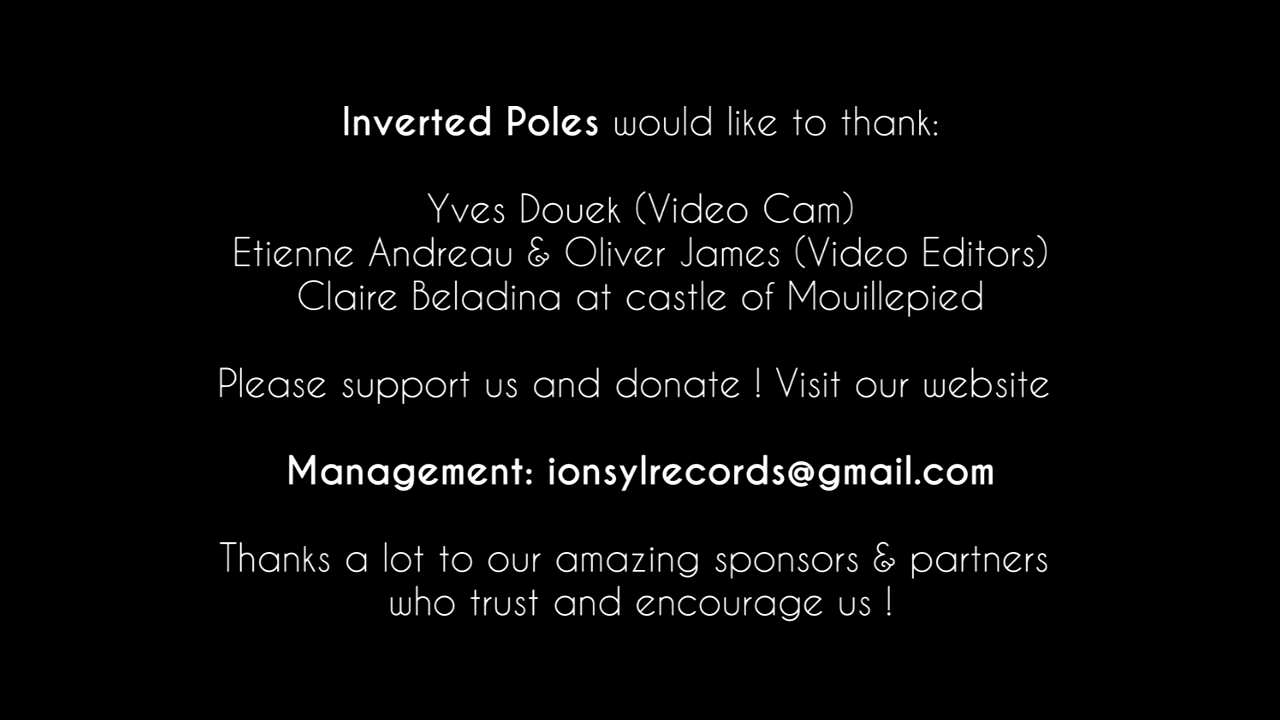 Inverted Poles would like to thank:
Yves Douek (Video Cam)
Etienne Andreau & Oliver James (Video Editors)
Claire Beladina at castle of Mouillepied
Please support us and donate ! Visit our website
Management: ionsylrecords@gmail.com
Thanks a lot to our amazing sponsors & partners
who trust and encourage us !